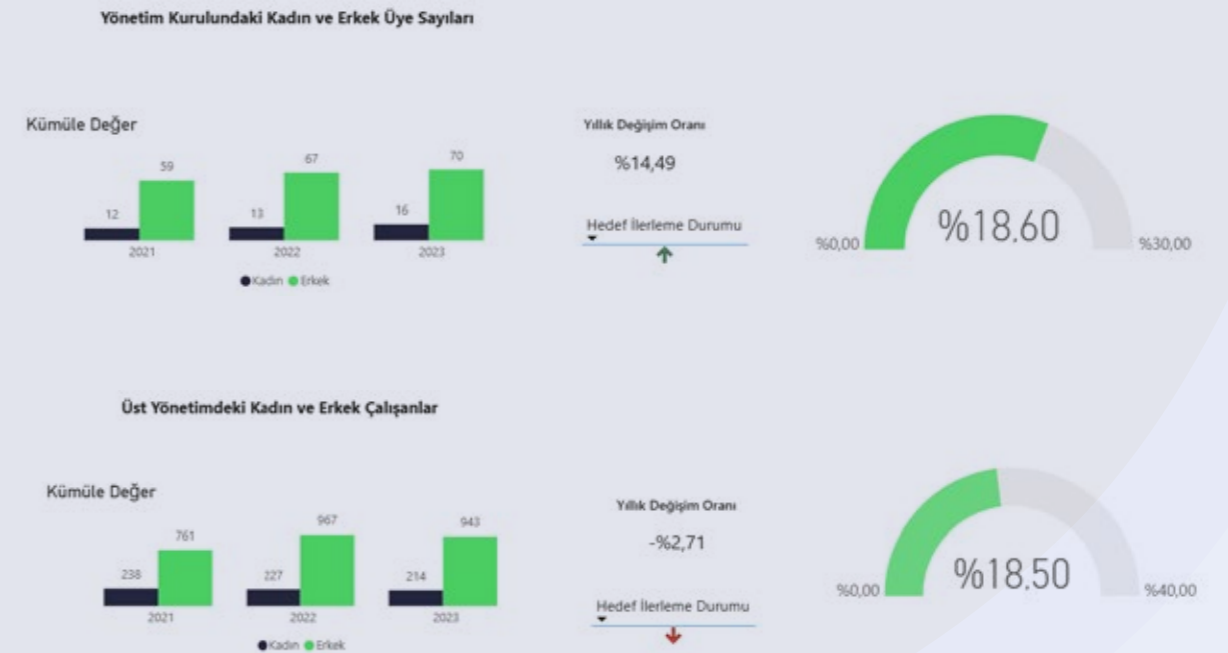 Yönetim Kurulundaki Kadın ve Erkek Üye Sayıları
Kümüle Değer
59
67
70
12
13
16
2021
2022
2023
Kadın Erkek
Yıllık Değişim Oranı
%14,49
Hedef İlerleme Durumu
%0,00
%18.60
%30,00
Üst Yönetimdeki Kadın ve Erkek Çalışanlar
Kümüle Değer
761
967
943
238
227
214
2021
2022
2023
Kadın Erkek
Yıllık Değişim Oranı
-%2,71
Hedef İlerleme Durumu
%0,00
%18.50
%40,00